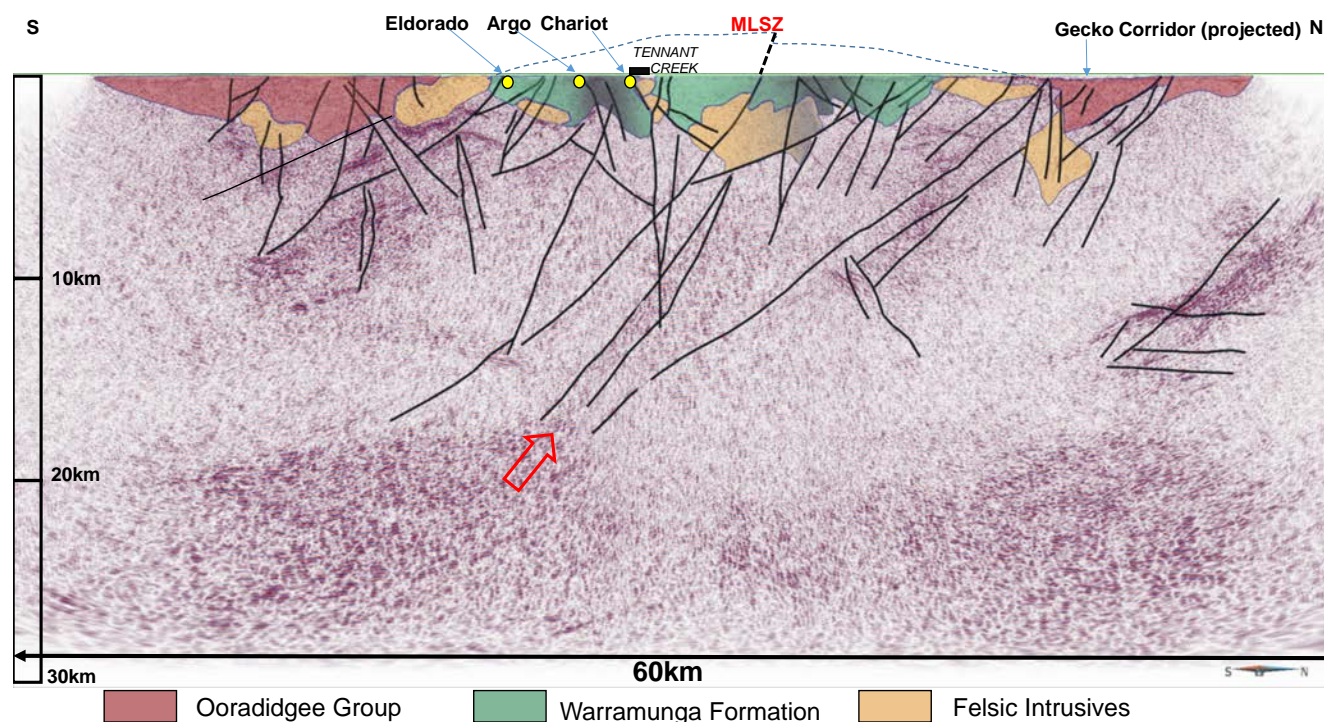 S
Eldorado
Argo
Chariot
MLSZ
Gecko Corridor (projected)
N
TENNANT
CREEK
10km
20km
30km
60km
S N
Ooradidgee Group
Warramunga Formation
Felsic Intrusives